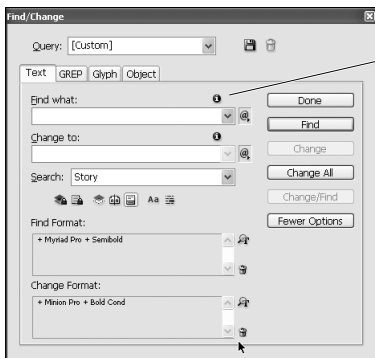 Find/Change
Query: [Custom]
Text GREP Glyph Object
Find what:
Done
Find
Change to:
Change
Search: Story
Change All
Aa
Change/Find
Find Format:
Fewer Options
+ Myriad Pro + Semibold
Change Format:
+ Minion Pro + Bold Cond